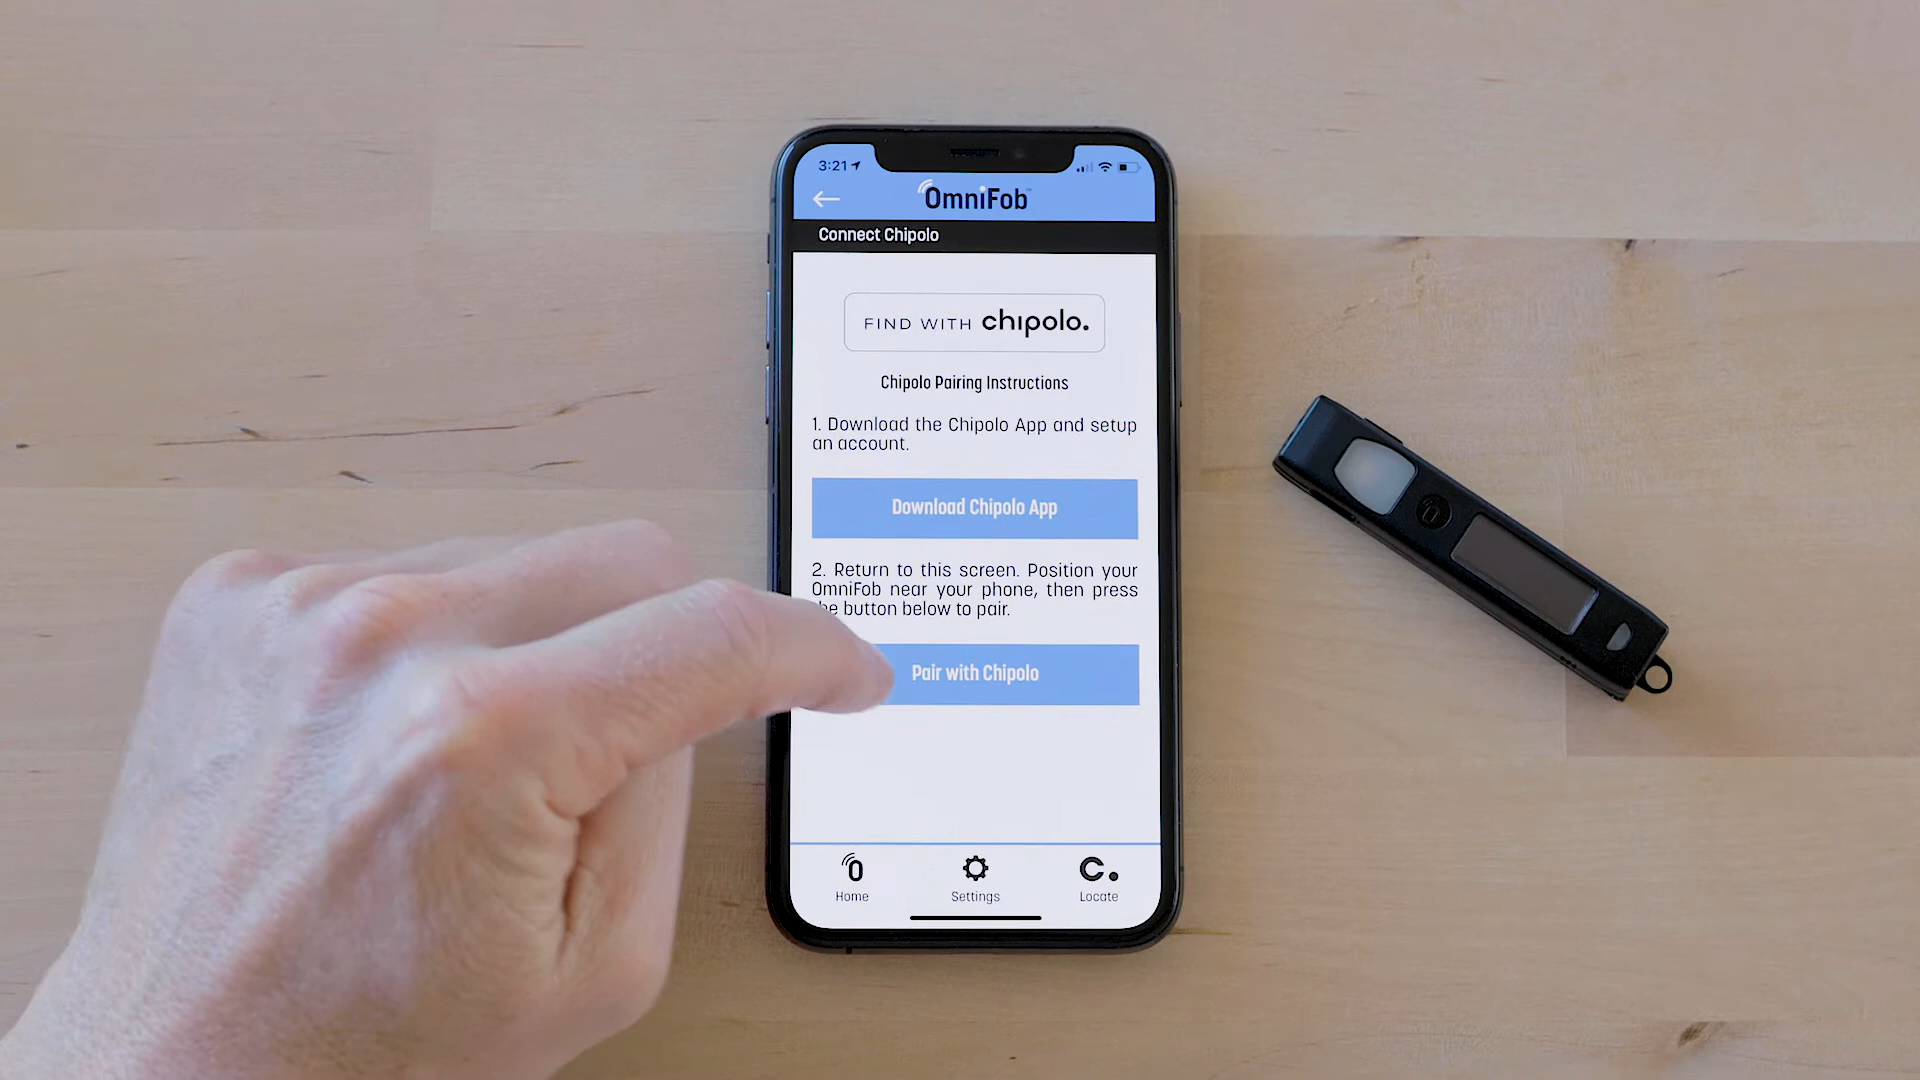 3:21
OmniFob
Connect Chipolo
FIND WITH chipolo.
Chipolo Pairing Instructions
1. Download the Chipolo App and setup
an account.
Download Chipolo App
2. Return to this screen. Position your
OmniFob near your phone, then press
he button below to pair.
Pair with Chipolo
Home
Settings
Locate